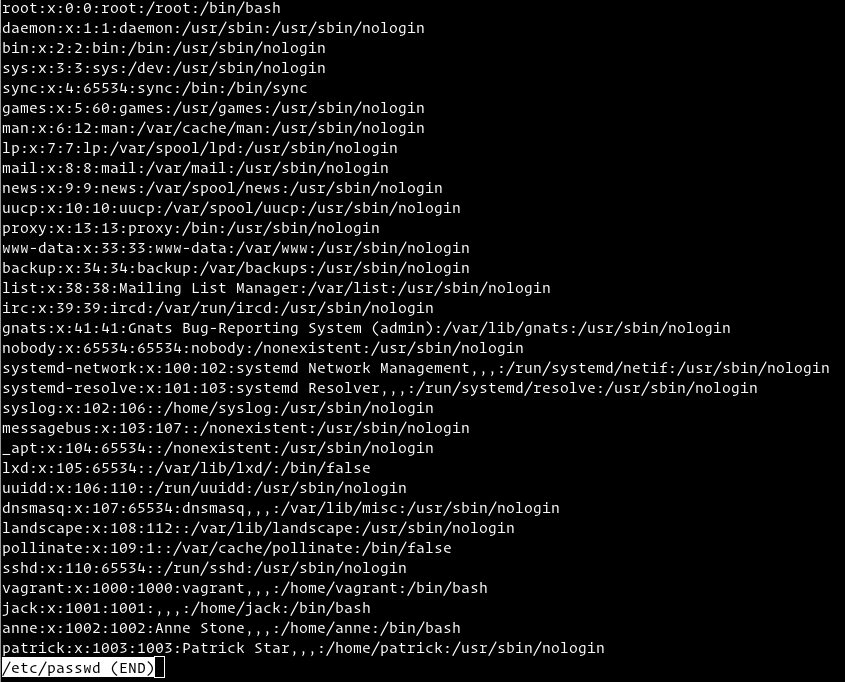 root:x:0:0:root:/root:/bin/bash
daemon:x:1:1:daemon:/usr/sbin:/usr/sbin/nologin
bin:x:2:2:bin:/bin:/usr/sbin/nologin
sys:x:3:3:sys:/dev:/usr/sbin/nologin
sync:x:4:65534:sync:/bin:/bin/sync
games:x:5:60:games:/usr/games:/usr/sbin/nologin
man:x:6:12:man:/var/cache/man:/usr/sbin/nologin
lp:x:7:7:lp:/var/spool/lpd:/usr/sbin/nologin
mail:x:8:8:mail:/var/mail:/usr/sbin/nologin
news:x:9:9:news:/var/spool/news:/usr/sbin/nologin
uucp:x:10:10:uucp:/var/spool/uucp:/usr/sbin/nologin
proxy:x:13:13:proxy:/bin:/usr/sbin/nologin
www-data:x:33:33:www-data:/var/www:/usr/sbin/nologin
backup:x:34:34:backup:/var/backups:/usr/sbin/nologin
list:x:38:38:Mailing List Manager:/var/list:/usr/sbin/nologin
irc:x:39:39:ircd:/var/run/ircd:/usr/sbin/nologin
gnats:x:41:41:Gnats Bug-Reporting System (admin):/var/lib/gnats:/usr/sbin/nologin
nobody:x:65534:65534:nobody:/nonexistent:/usr/sbin/nologin
systemd-network:x:100:102:systemd Network Management,,,:/run/systemd/netif:/usr/sbin/nologin
systemd-resolve:x:101:103:systemd Resolver,,,:/run/systemd/resolve:/usr/sbin/nologin
syslog:x:102:106::/home/syslog:/usr/sbin/nologin
messagebus:x:103:107::/nonexistent:/usr/sbin/nologin
_apt:x:104:65534::/nonexistent:/usr/sbin/nologin
lxd:x:105:65534::/var/lib/lxd/:/bin/false
uuidd:x:106:110::/run/uuidd:/usr/sbin/nologin
dnsmasq:x:107:65534:dnsmasq,,,:/var/lib/misc:/usr/sbin/nologin
landscape:x:108:112::/var/lib/landscape:/usr/sbin/nologin
pollinate:x:109:1::/var/cache/pollinate:/bin/false
sshd:x:110:65534::/run/sshd:/usr/sbin/nologin
vagrant:x:1000:1000:vagrant,,,:/home/vagrant:/bin/bash
jack:x:1001:1001:,,,:/home/jack:/bin/bash
anne:x:1002:1002:Anne Stone,,,:/home/anne:/bin/bash
patrick:x:1003:1003:Patrick Star,,,:/home/patrick:/usr/sbin/nologin
/etc/passwd (END)